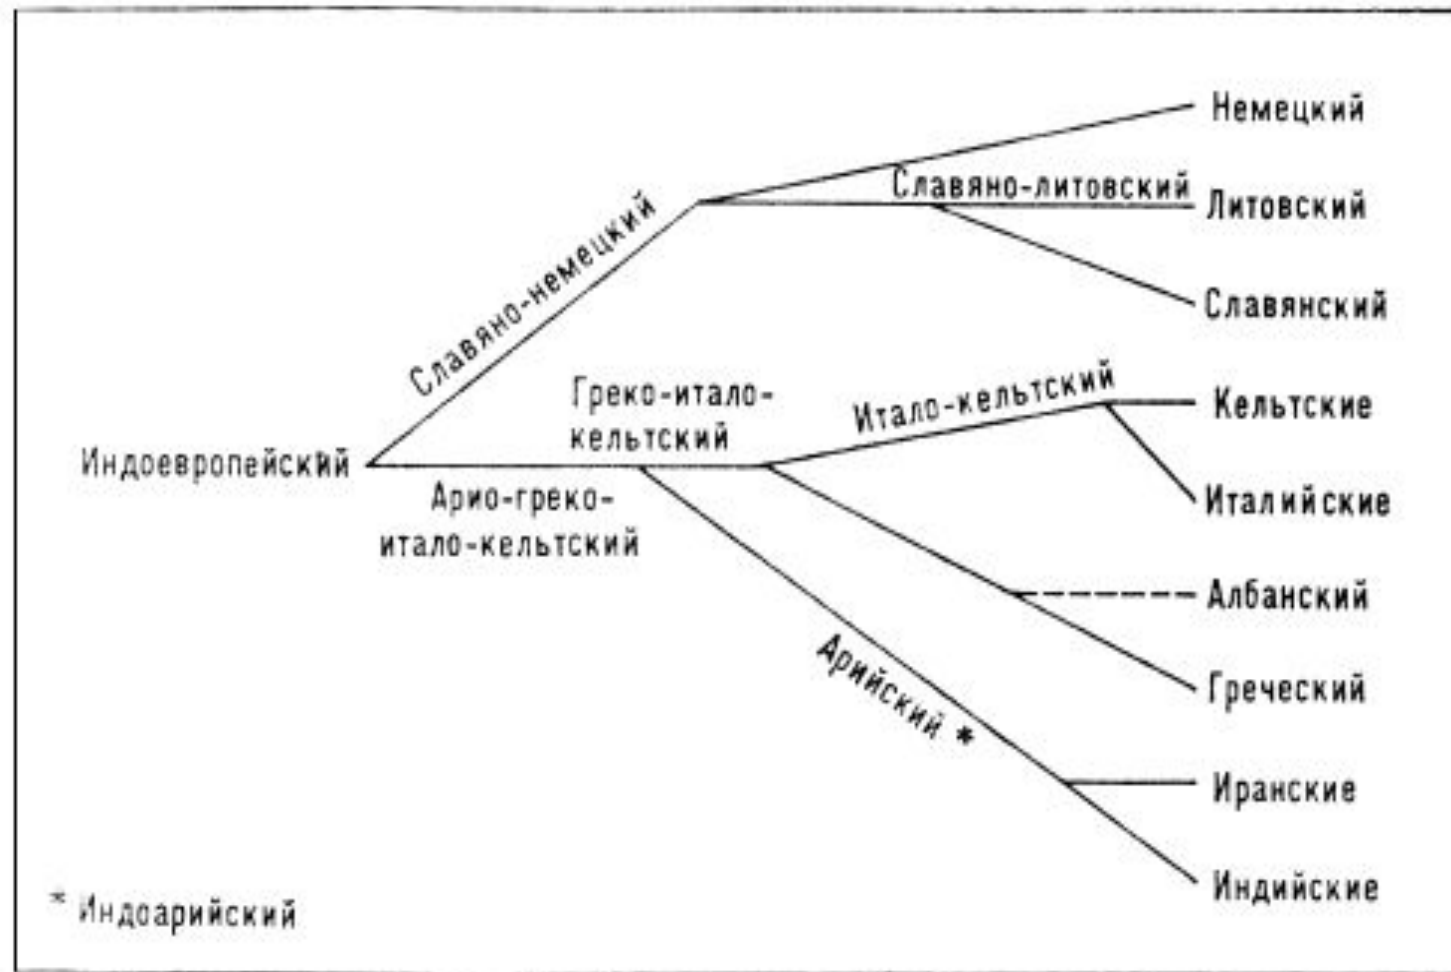 Немецкий
Славяно-литовский
Литовский
Славянский
Славяно-немецкий
Греко-итало-
кельтский
Итало-кельтский
Кельтские
Индоевропейский
Арио-греко-
итало-кельтский
Италийские
Албанский
Арийский *
Греческий
Иранские
Индийские
* Индоарийский